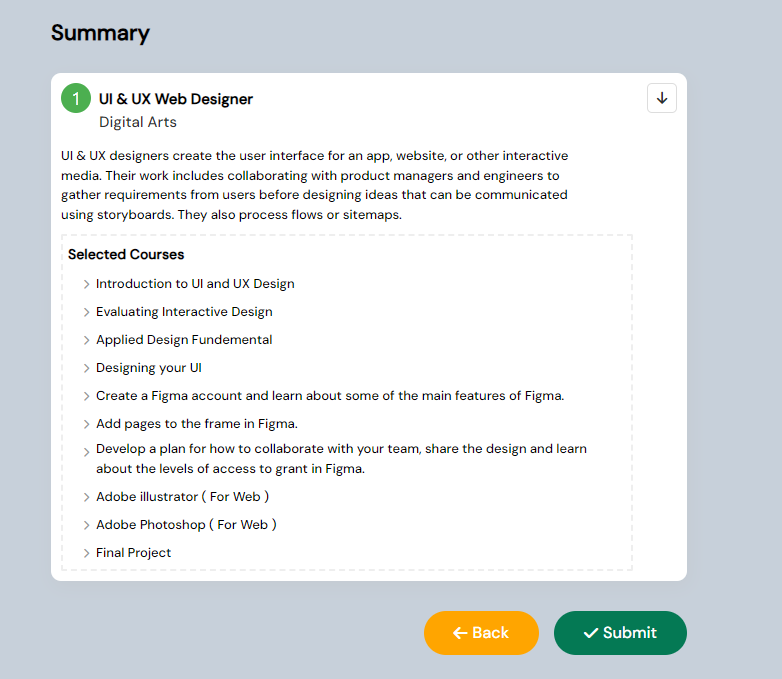 Summary
1
UI & UX Web Designer
Digital Arts
UI & UX designers create the user interface for an app, website, or other interactive
media. Their work includes collaborating with product managers and engineers to
gather requirements from users before designing ideas that can be communicated
using storyboards. They also process flows or sitemaps.
Selected Courses
Introduction to UI and UX Design
Evaluating Interactive Design
Applied Design Fundemental
Designing your UI
Create a Figma account and learn about some of the main features of Figma.
Add pages to the frame in Figma.
Develop a plan for how to collaborate with your team, share the design and learn
about the levels of access to grant in Figma.
Adobe illustrator ( For Web )
Adobe Photoshop ( For Web )
Final Project
Back
Submit